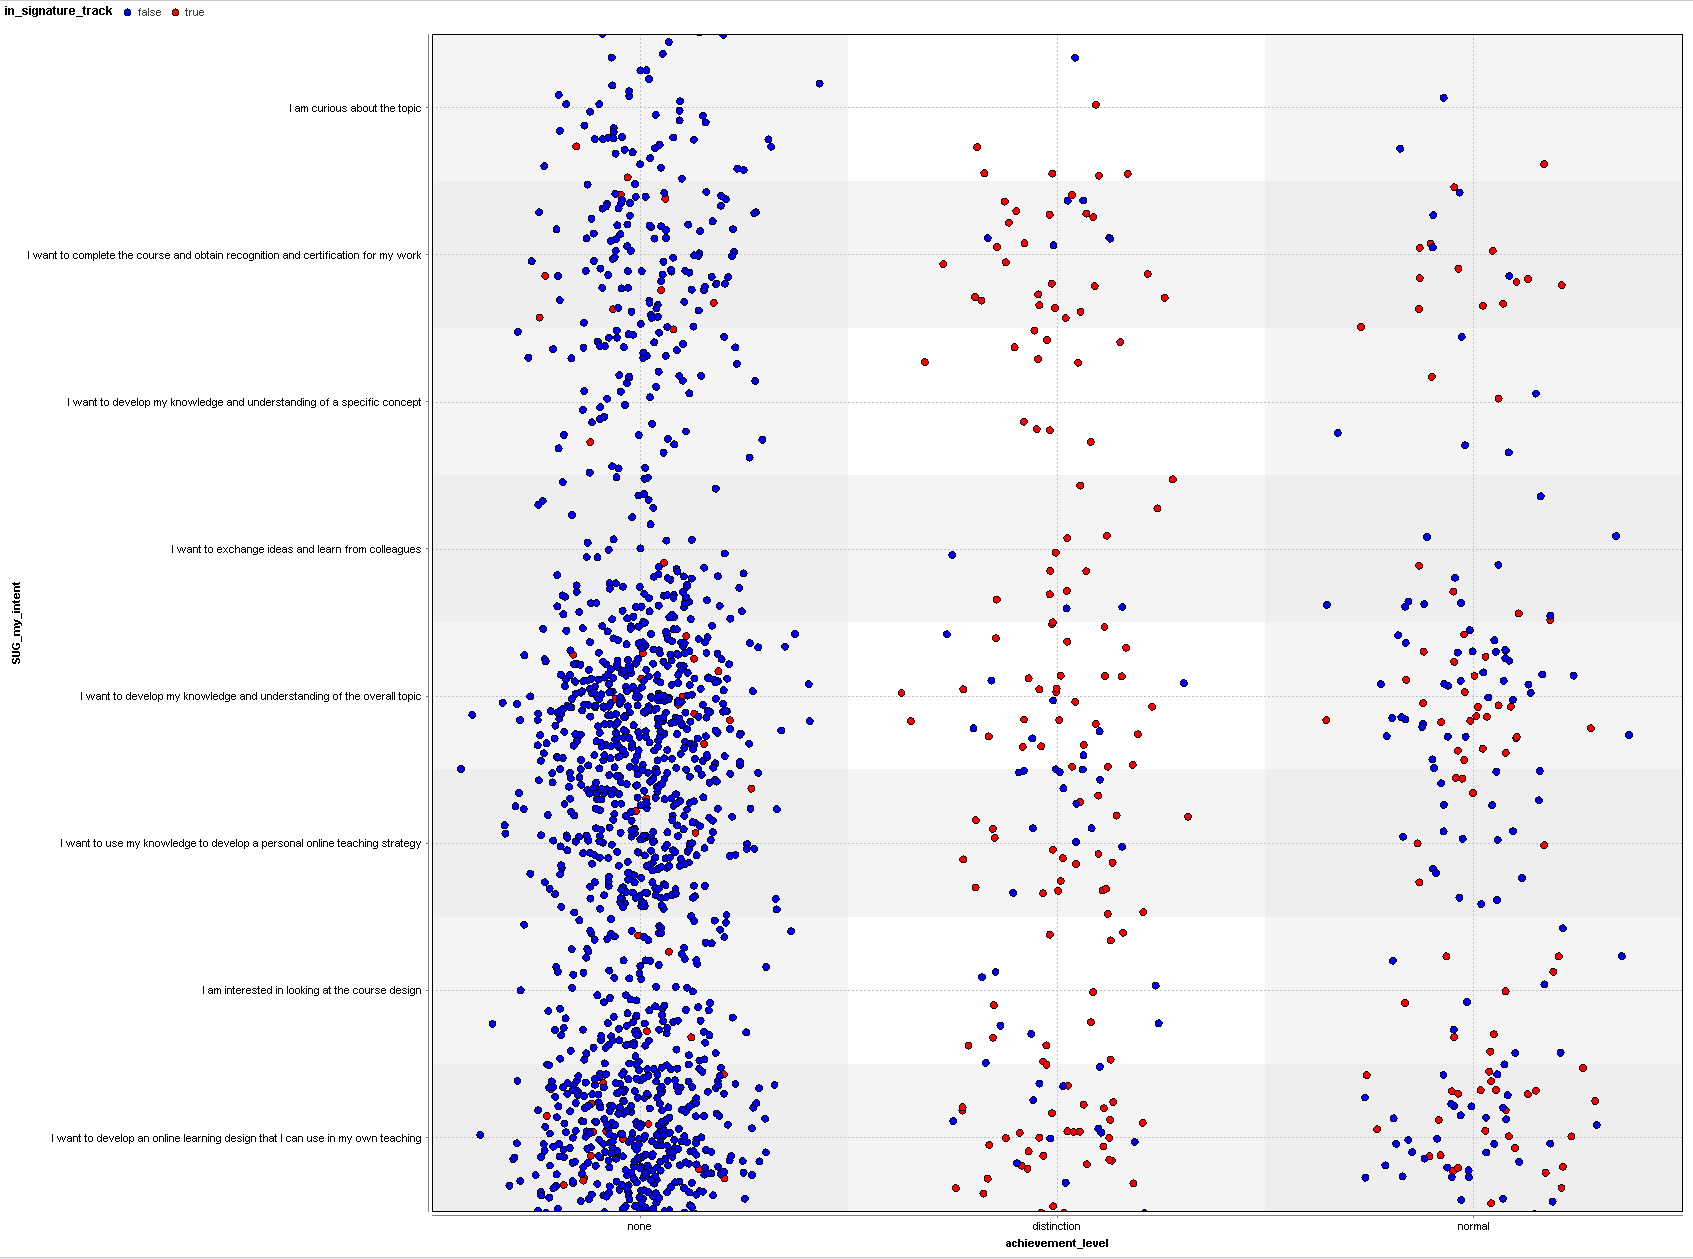 in_signature_track false true
I am curious about the topic
I want to complete the course and obtain recognition and certification for my work
I want to develop my knowledge and understanding of a specific concept
I want to exchange ideas and learn from colleagues
SUG_my_intent
I want to develop my knowledge and understanding of the overall topic
I want to use my knowledge to develop a personal online teaching strategy
I am interested in looking at the course design
I want to develop an online learning design that I can use in my own teaching
none distinction normal
achievement_level